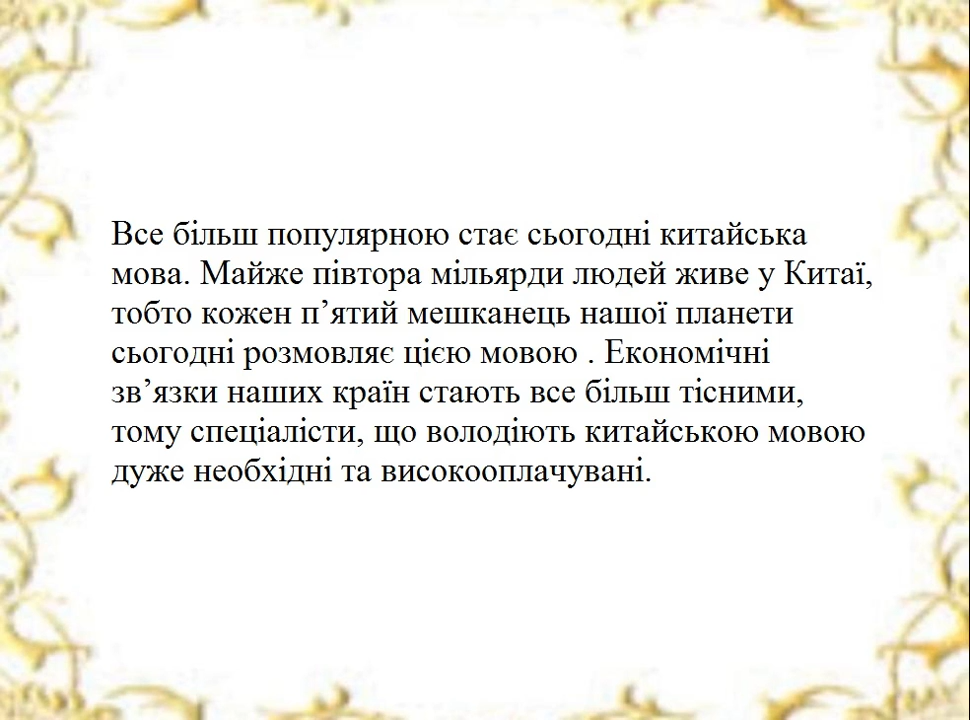 Все більш популярною стає сьогодні китайська
мова. Майже півтора мільярди людей живе у Китаї,
тобто кожен п’ятий мешканець нашої планети
сьогодні розмовляє цією мовою . Економічні
зв’язки наших країн стають все більш тісними,
тому спеціалісти, що володіють китайською мовою
дуже необхідні та високооплачувані.